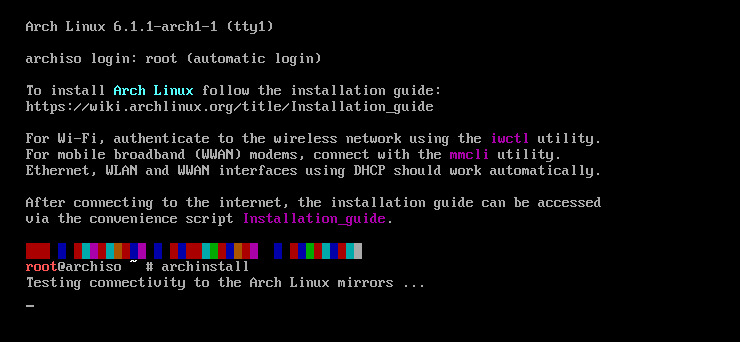 Arch Linux 6.1.1-arch1-1 (tty1)
archiso login: root (automatic login)
To install Arch Linux follow the installation guide:
https://wiki.archlinux.org/title/Installation_guide
For Wi-Fi, authenticate to the wireless network using the iwctl utility.
For mobile broadband (WWAN) modems, connect with the mmcli utility.
Ethernet, WLAN and WWAN interfaces using DHCP should work automatically.
After connecting to the internet, the installation guide can be accessed
via the convenience script Installation_guide.
root@archiso ~ # archinstall
Testing connectivity to the Arch Linux mirrors ...
_